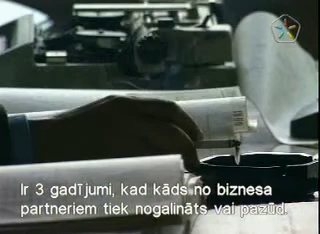 Ir 3 gadījumi, kad kāds no biznesa
partneriem tiek nogalināts vai pazūd